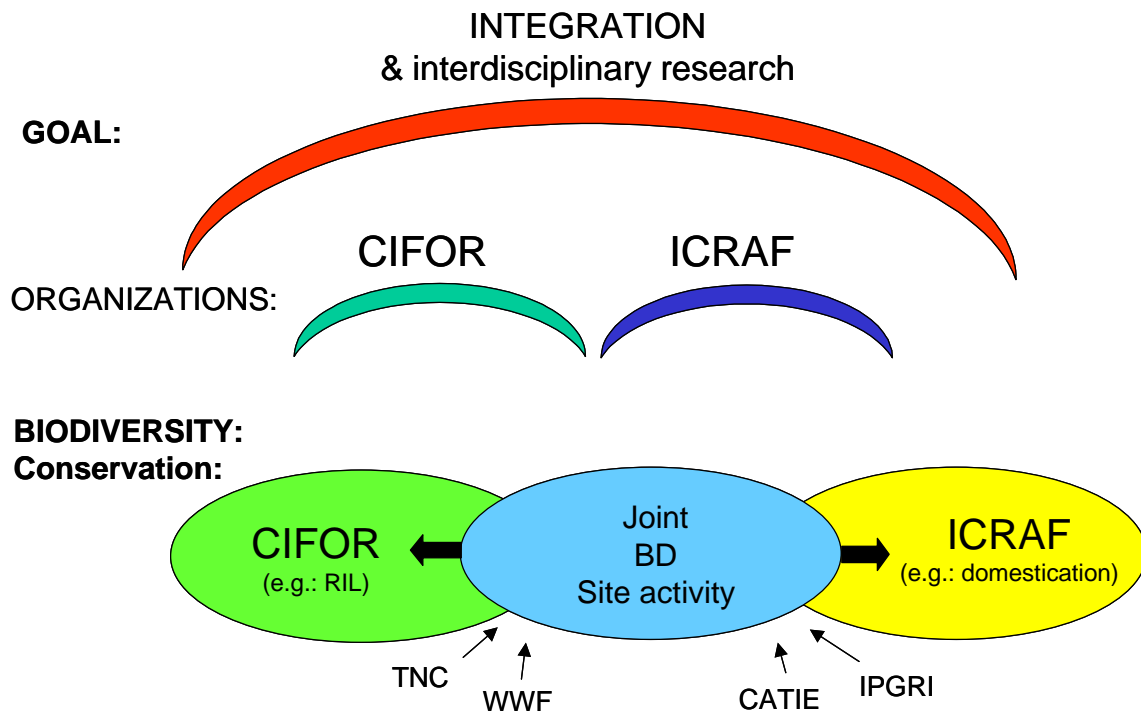 INTEGRATION
& interdisciplinary research
GOAL:
CIFOR
ICRAF
ORGANIZATIONS:
BIODIVERSITY:
Conservation:
CIFOR
(e.g.: RIL)
Joint
BD
Site activity
ICRAF
(e.g.: domestication)
TNC
WWF
CATIE
IPGRI